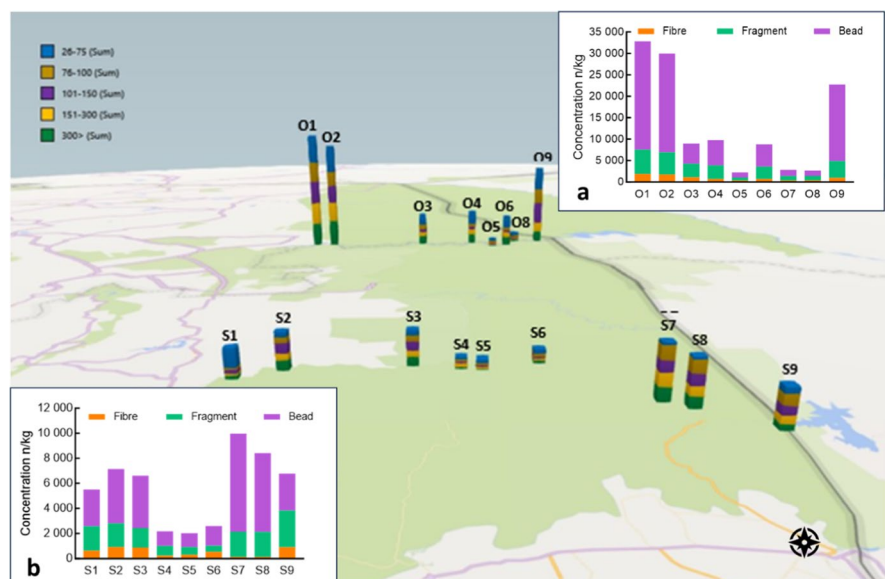 26-75 (Sum)
76-100 (Sum)
101-150 (Sum)
151-300 (Sum)
300> (Sum)
O1
O2
O3
O4
O5
O6
O8
O9
Fibre Fragment Bead
35 000
30 000
25 000
20 000
15 000
10 000
5 000
0
Concentration n/kg
O1 O2 O3 O4 O5 O6 O7 O8 O9
a
S1
S2
S3
S4
S5
S6
S7
S8
S9
Fibre Fragment Bead
12 000
10 000
8 000
6 000
4 000
2 000
0
Concentration n/kg
S1 S2 S3 S4 S5 S6 S7 S8 S9
b